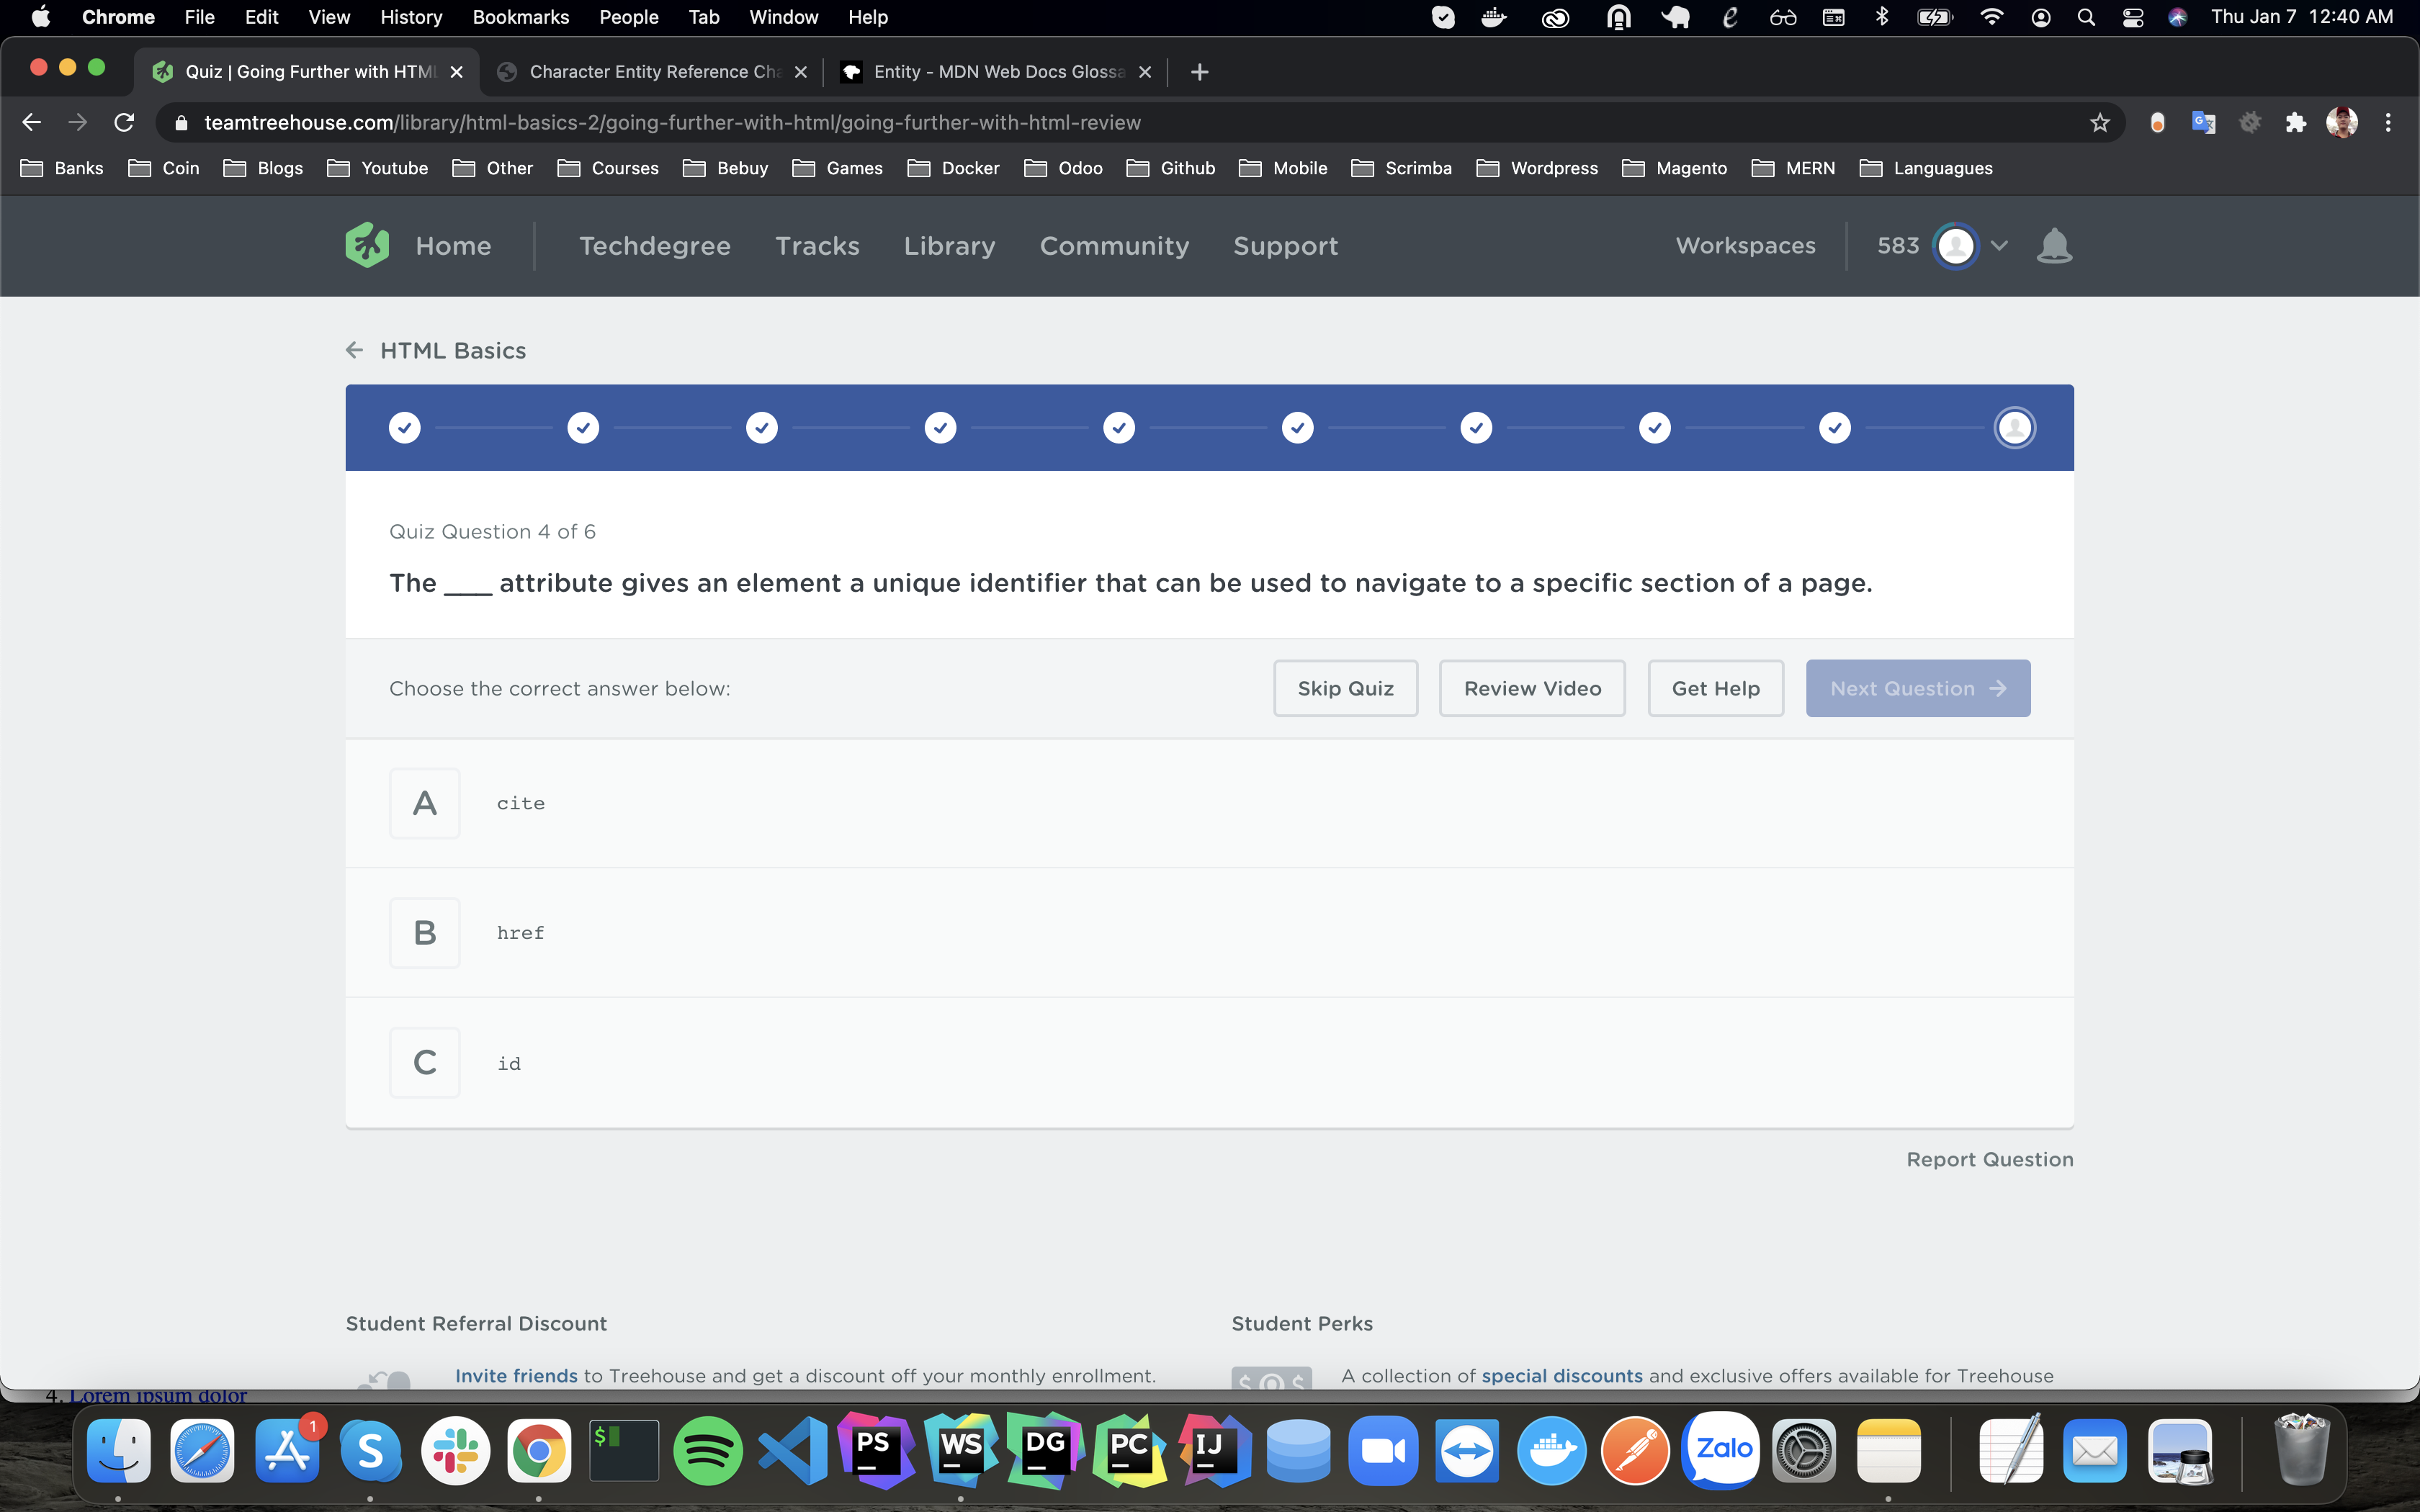 Chrome File Edit View History Bookmarks People Tab Window Help Thu Jan 7 12:40 AM
Quiz | Going Further with HTML Character Entity Reference Cha Entity - MDN Web Docs Glossa
teamtreehouse.com/library/html-basics-2/going-further-with-html/going-further-with-html-review
Banks Coin Blogs Youtube Other Courses Bebuy Games Docker Odoo Github Mobile Scrimba Wordpress Magento MERN Languagues
Home Techdegree Tracks Library Community Support Workspaces 583
HTML Basics
Quiz Question 4 of 6
The ___ attribute gives an element a unique identifier that can be used to navigate to a specific section of a page.
Choose the correct answer below: Skip Quiz Review Video Get Help Next Question
A cite
B href
C id
Report Question
Student Referral Discount Student Perks
Invite friends to Treehouse and get a discount off your monthly enrollment. A collection of special discounts and exclusive offers available for Treehouse
4. Lorem ipsum dolor
1
$ PS WS DG PC IJ Zalo